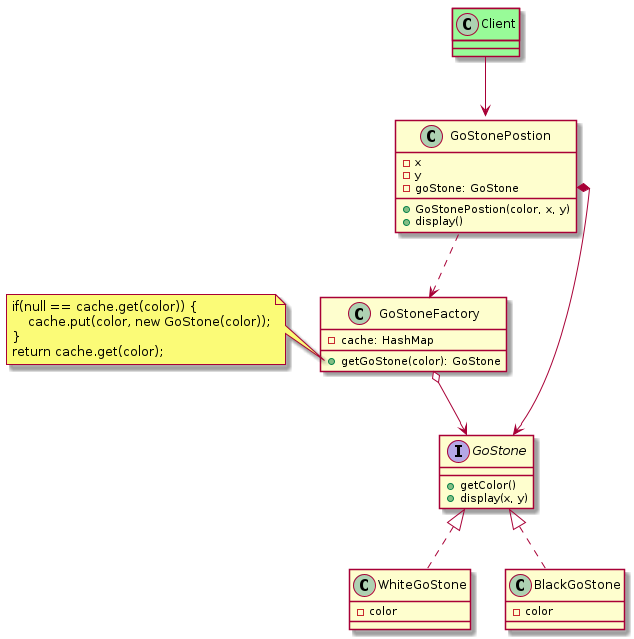 C Client
C GoStonePostion
x
y
goStone: GoStone
GoStonePostion(color, x, y)
display()
if(null == cache.get(color)) {
    cache.put(color, new GoStone(color));
}
return cache.get(color);
C GoStoneFactory
cache: HashMap
getGoStone(color): GoStone
I GoStone
getColor()
display(x, y)
C WhiteGoStone
color
C BlackGoStone
color